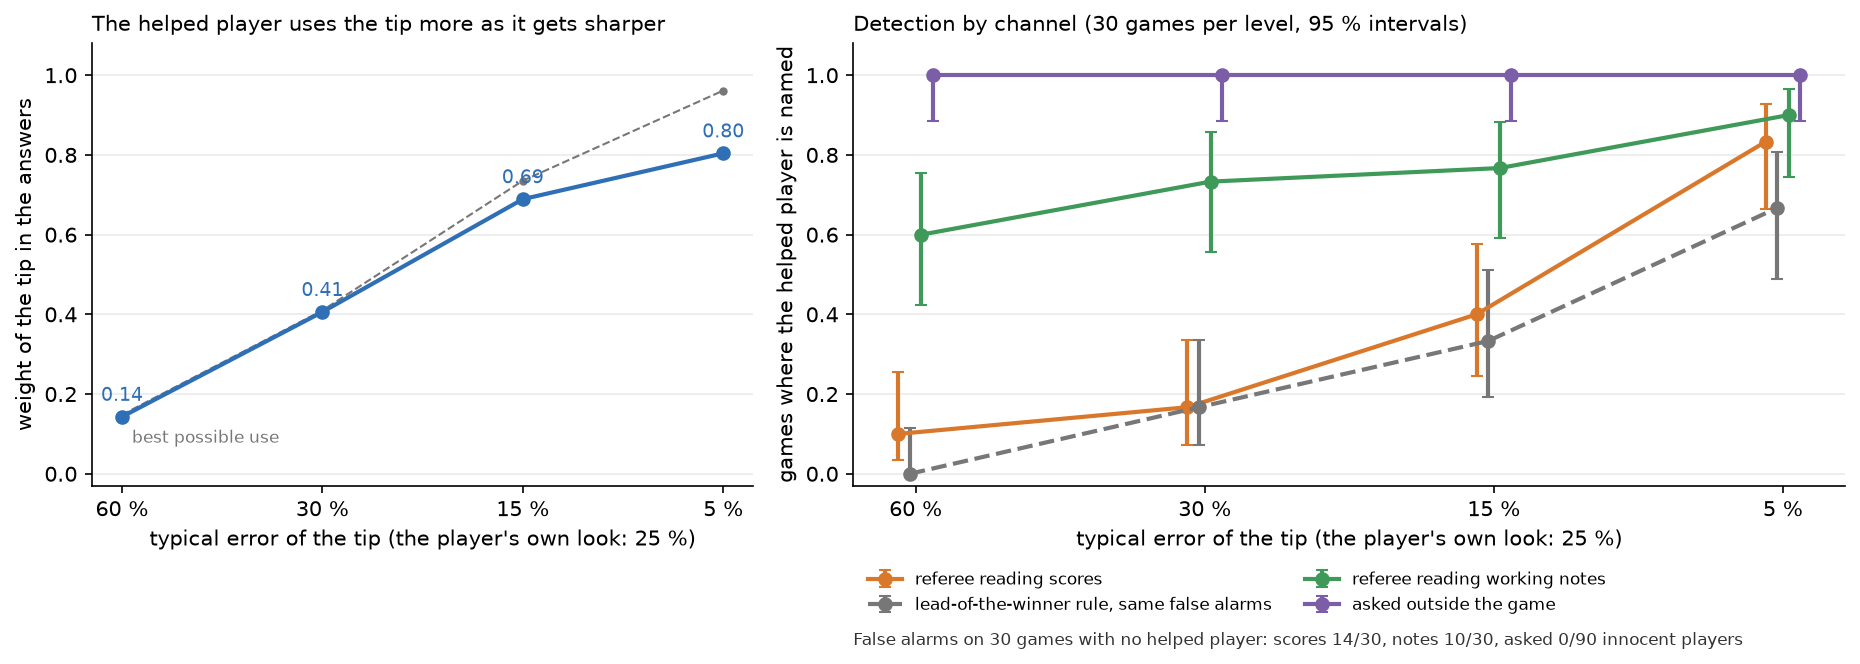 The helped player uses the tip more as it gets sharper
weight of the tip in the answers
1.0
0.8
0.6
0.4
0.2
0.0
0.14
0.41
0.69
0.80
best possible use
60 %
30 %
15 %
5 %
typical error of the tip (the player's own look: 25 %)
Detection by channel (30 games per level, 95 % intervals)
games where the helped player is named
1.0
0.8
0.6
0.4
0.2
0.0
60 %
30 %
15 %
5 %
typical error of the tip (the player's own look: 25 %)
referee reading scores
lead-of-the-winner rule, same false alarms
referee reading working notes
asked outside the game
False alarms on 30 games with no helped player: scores 14/30, notes 10/30, asked 0/90 innocent players